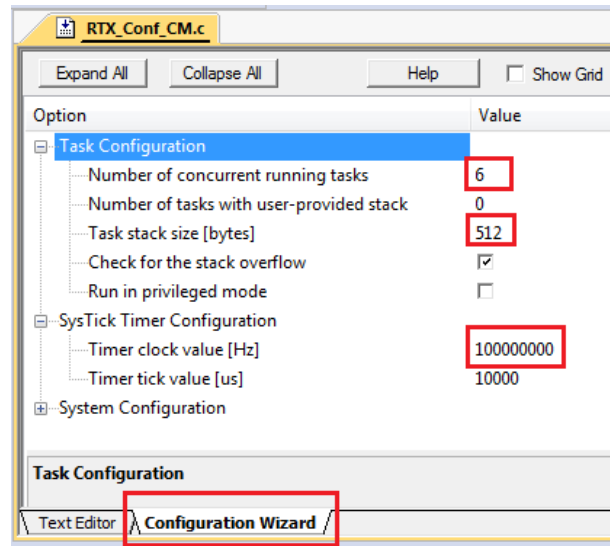 RTX_Conf_CM.c
Expand All Collapse All Help Show Grid
Option Value
Task Configuration
Number of concurrent running tasks 6
Number of tasks with user-provided stack 0
Task stack size [bytes] 512
Check for the stack overflow
Run in privileged mode
SysTick Timer Configuration
Timer clock value [Hz] 100000000
Timer tick value [us] 10000
System Configuration
Task Configuration
Text Editor Configuration Wizard